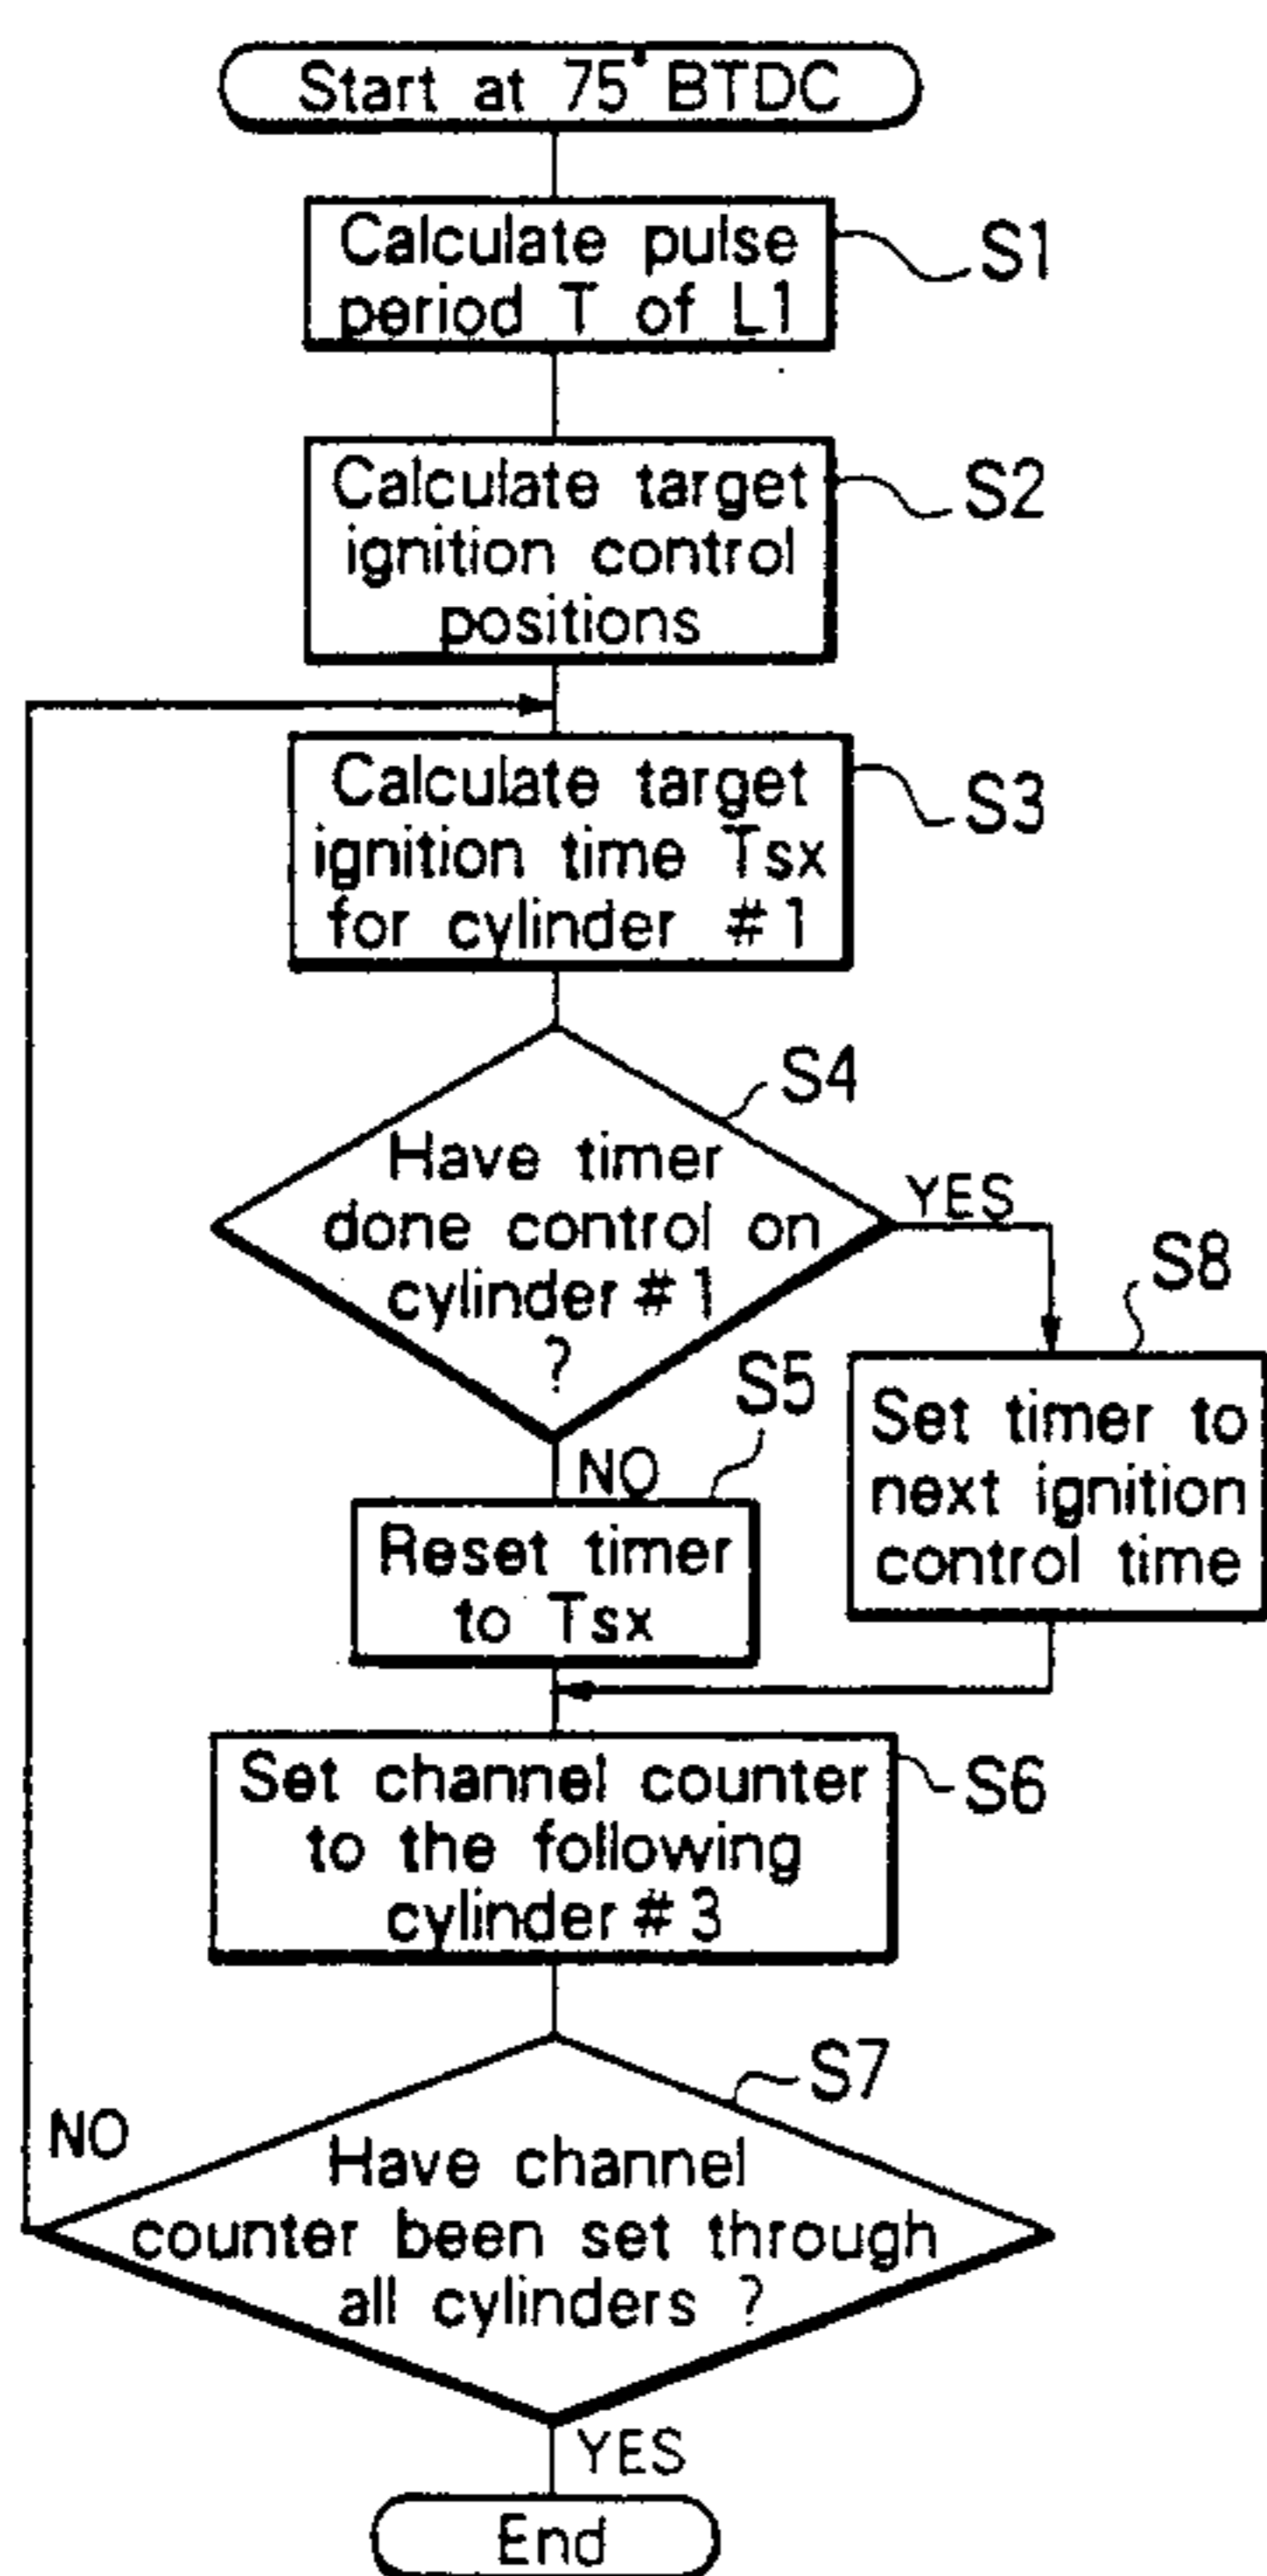 Start at 75° BTDC
Calculate pulse
period T of L1
S1
Calculate target
ignition control
positions
S2
Calculate target
ignition time Tsx
for cylinder #1
S3
Have timer
done control on
cylinder #1
?
S4
YES
NO
S8
Set timer to
next ignition
control time
S5
Reset timer
to Tsx
Set channel counter
to the following
cylinder #3
S6
Have channel
counter been set through
all cylinders ?
S7
NO
YES
End